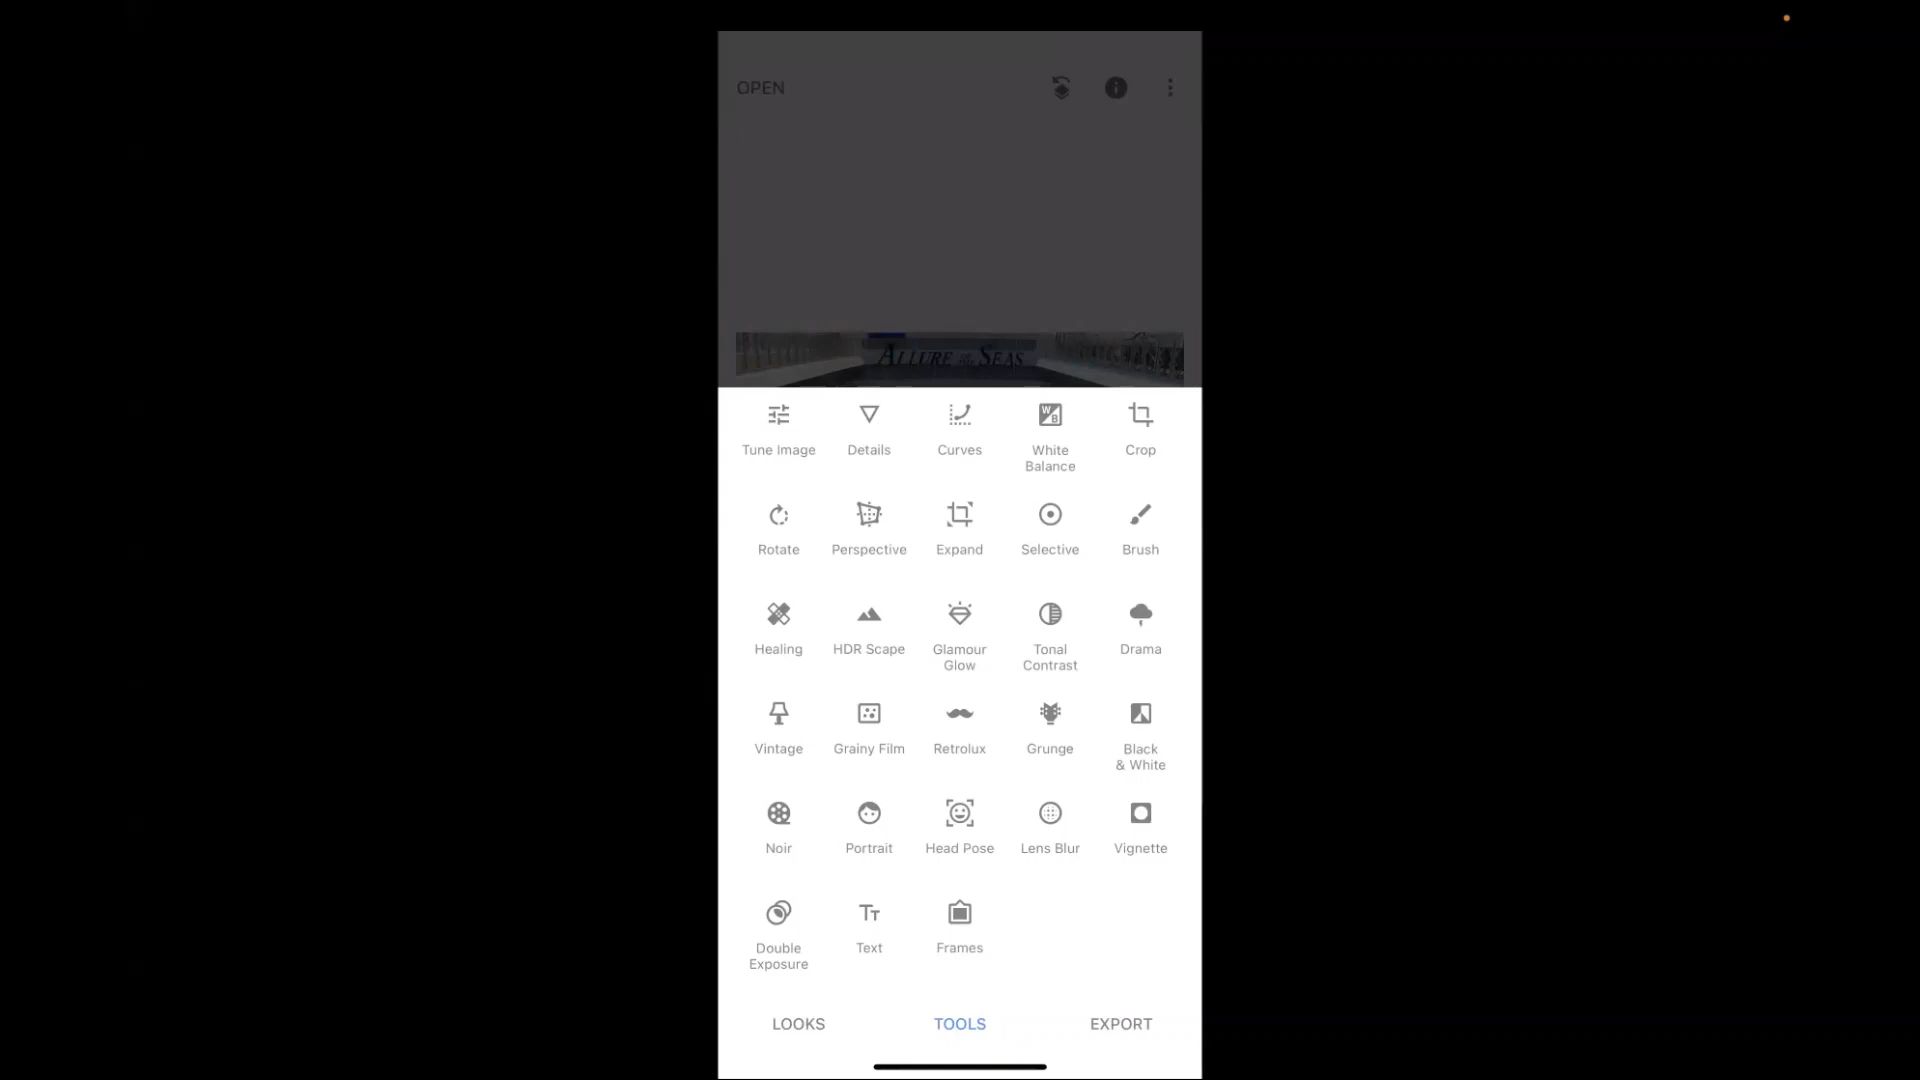 OPEN
ALLURE OF THE SEAS
Tune Image
Details
Curves
White
Balance
Crop
Rotate
Perspective
Expand
Selective
Brush
Healing
HDR Scape
Glamour
Glow
Tonal
Contrast
Drama
Vintage
Grainy Film
Retrolux
Grunge
Black
& White
Noir
Portrait
Head Pose
Lens Blur
Vignette
Double
Exposure
Text
Frames
LOOKS
TOOLS
EXPORT